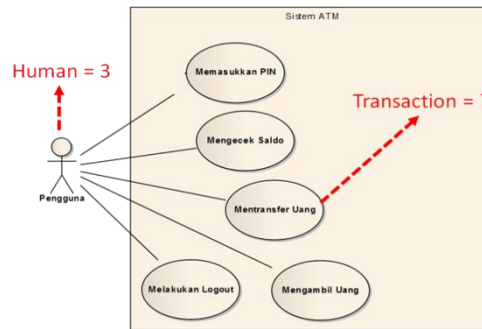 Sistem ATM
Human = 3
Memasukkan PIN
Transaction =
Mengecek Saldo
Pengguna
Mentransfer Uang
Melakukan Logout
Mengambil Uang